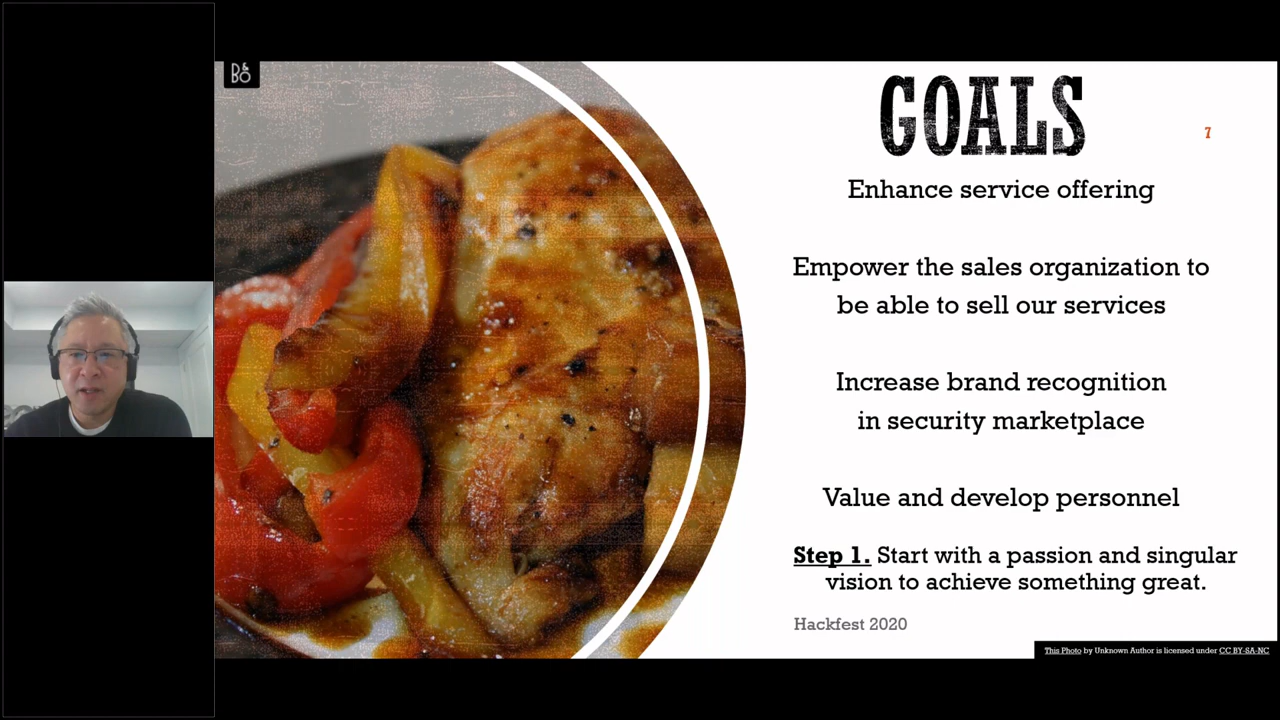 B&O
GOALS
7
Enhance service offering
Empower the sales organization to
be able to sell our services
Increase brand recognition
in security marketplace
Value and develop personnel
Step 1. Start with a passion and singular
vision to achieve something great.
Hackfest 2020
This Photo by Unknown Author is licensed under CC BY-SA-NC